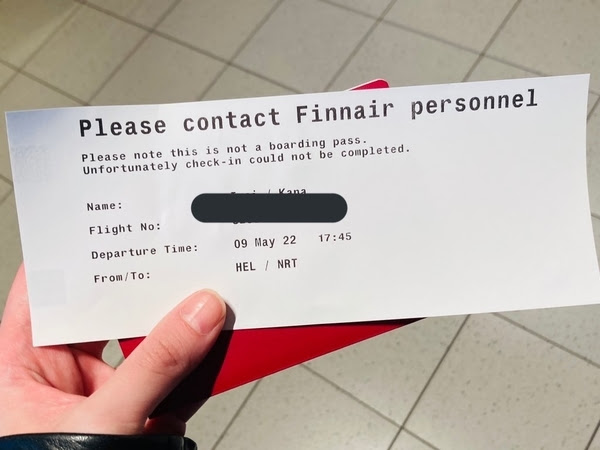 Please contact Finnair personnel
Please note this is not a boarding pass.
Unfortunately check-in could not be completed.
Name:
Flight No:
Departure Time: 09 May 22 17:45
From/To: HEL / NRT